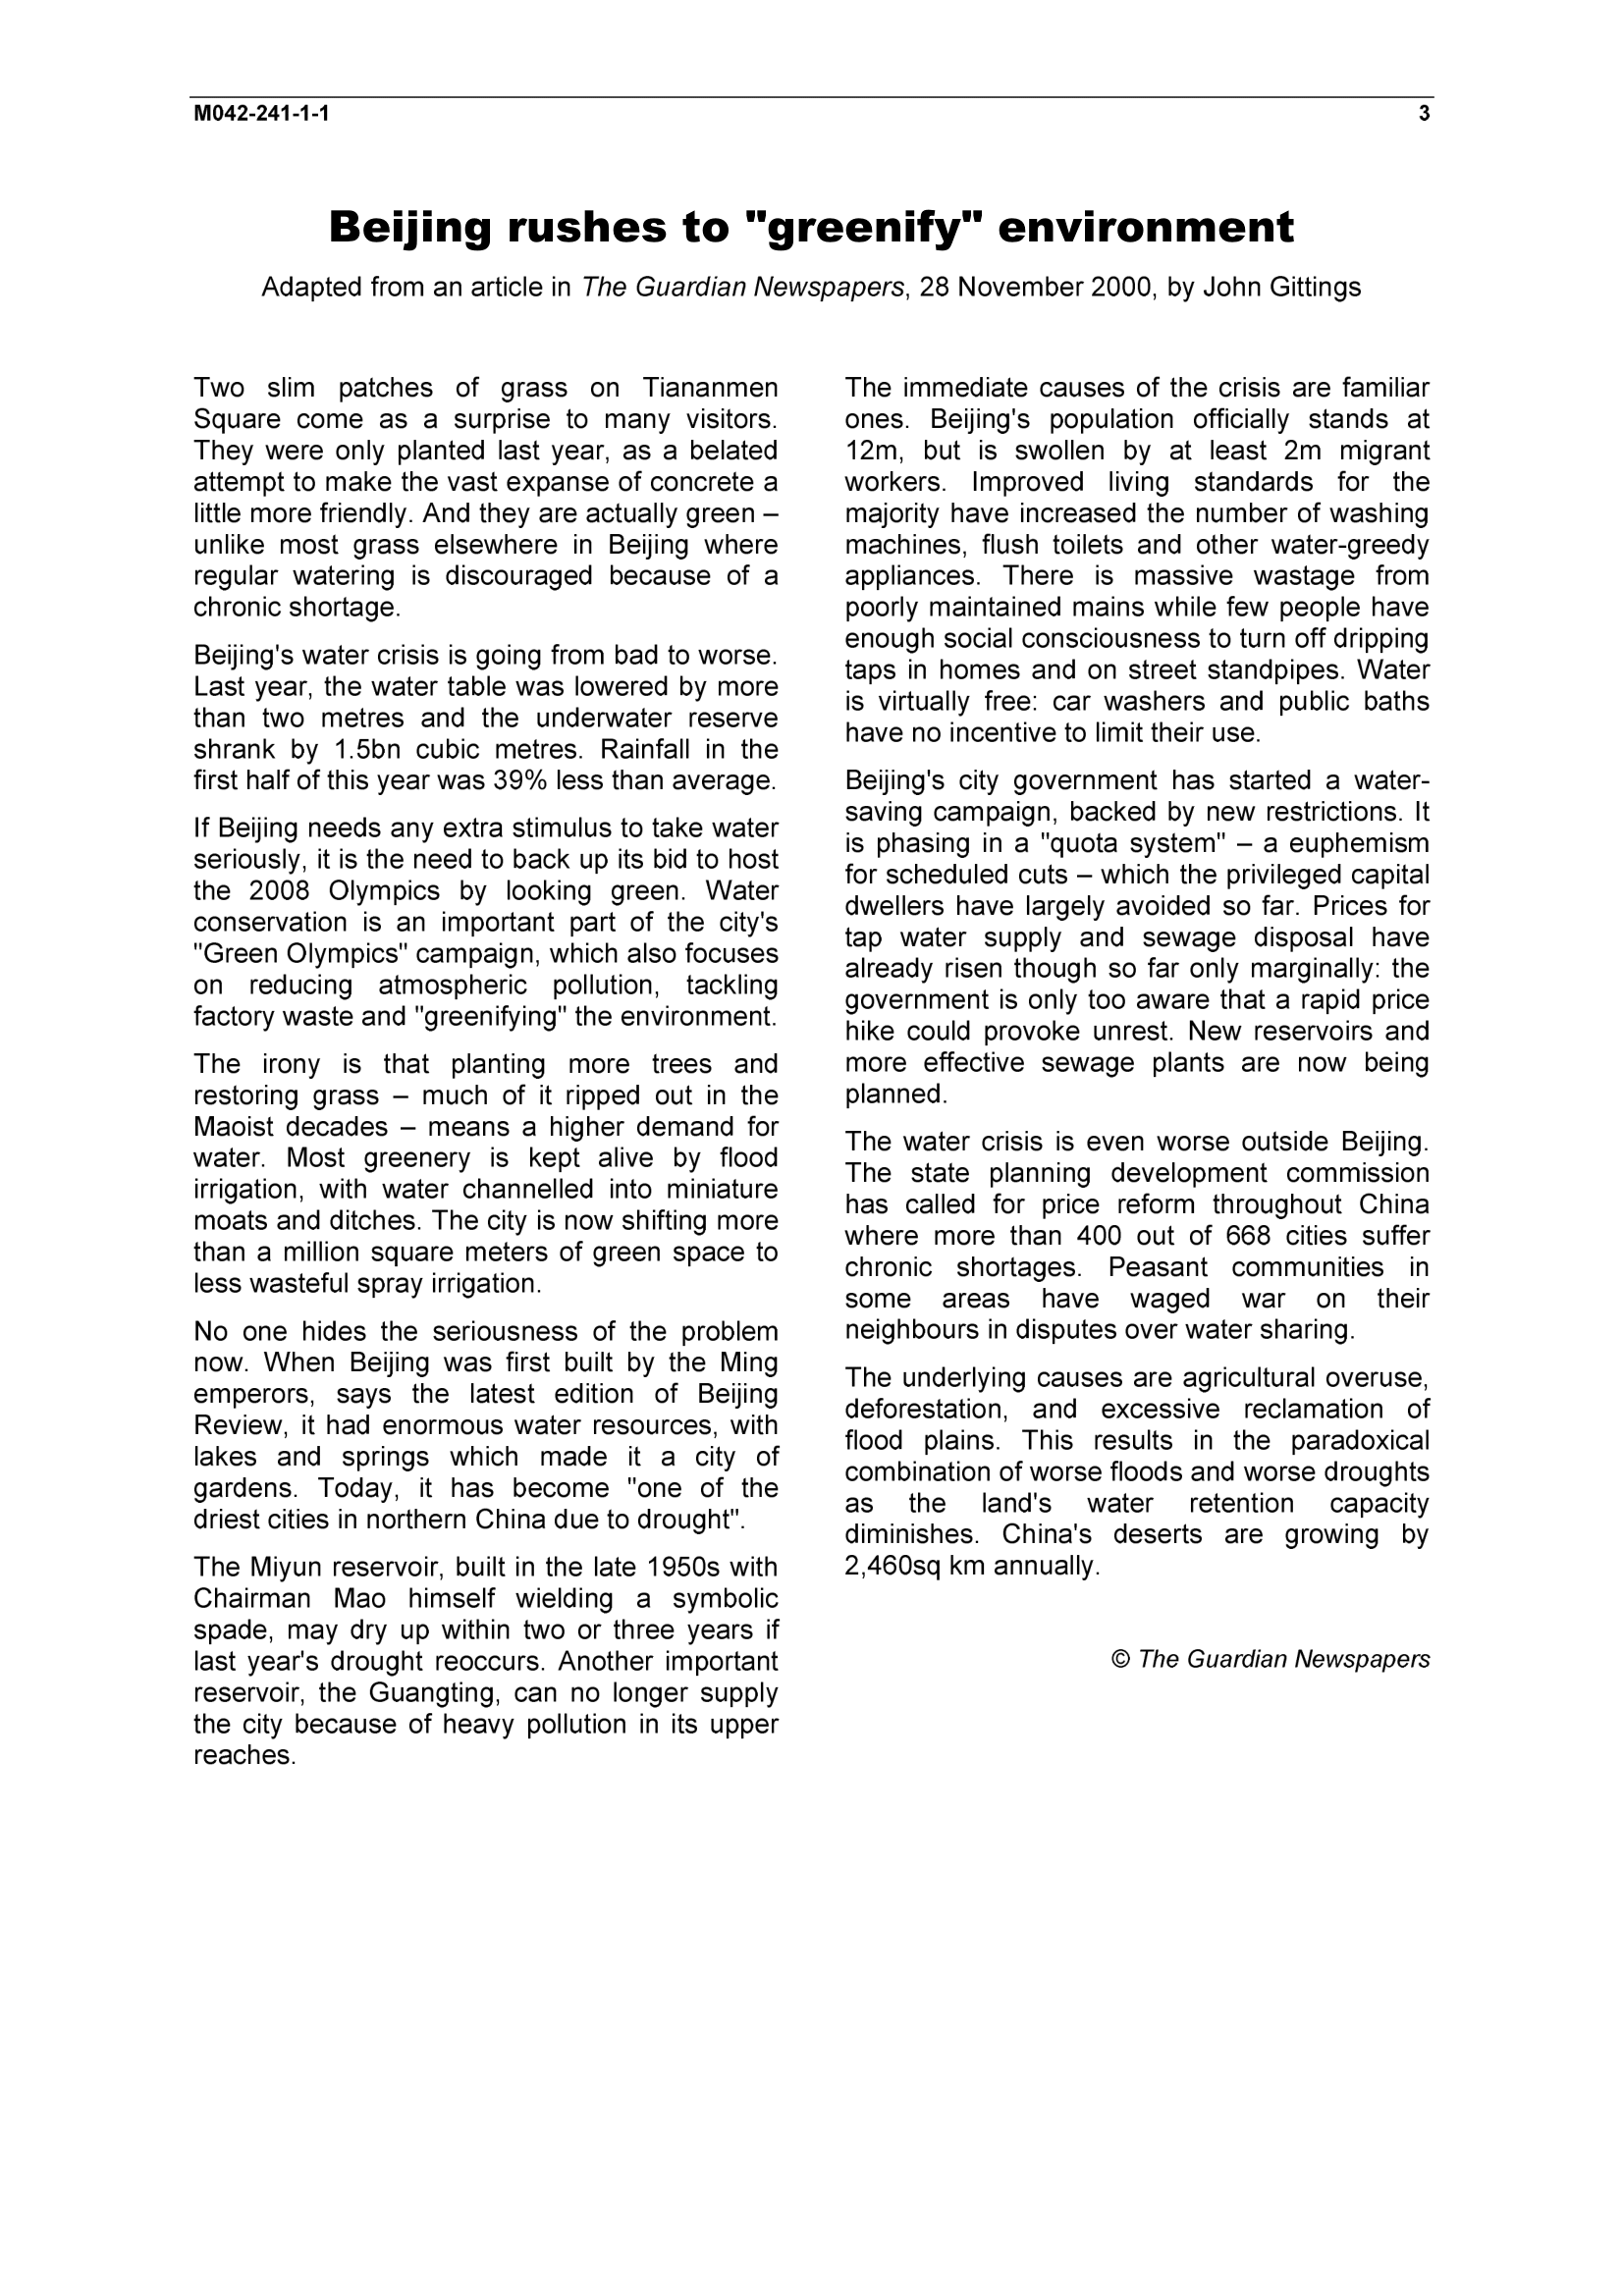 M042-241-1-1 3
Beijing rushes to "greenify" environment
Adapted from an article in The Guardian Newspapers, 28 November 2000, by John Gittings
Two slim patches of grass on Tiananmen
Square come as a surprise to many visitors.
They were only planted last year, as a belated
attempt to make the vast expanse of concrete a
little more friendly. And they are actually green –
unlike most grass elsewhere in Beijing where
regular watering is discouraged because of a
chronic shortage.
Beijing's water crisis is going from bad to worse.
Last year, the water table was lowered by more
than two metres and the underwater reserve
shrank by 1.5bn cubic metres. Rainfall in the
first half of this year was 39% less than average.
If Beijing needs any extra stimulus to take water
seriously, it is the need to back up its bid to host
the 2008 Olympics by looking green. Water
conservation is an important part of the city's
"Green Olympics" campaign, which also focuses
on reducing atmospheric pollution, tackling
factory waste and "greenifying" the environment.
The irony is that planting more trees and
restoring grass – much of it ripped out in the
Maoist decades – means a higher demand for
water. Most greenery is kept alive by flood
irrigation, with water channelled into miniature
moats and ditches. The city is now shifting more
than a million square meters of green space to
less wasteful spray irrigation.
No one hides the seriousness of the problem
now. When Beijing was first built by the Ming
emperors, says the latest edition of Beijing
Review, it had enormous water resources, with
lakes and springs which made it a city of
gardens. Today, it has become "one of the
driest cities in northern China due to drought".
The Miyun reservoir, built in the late 1950s with
Chairman Mao himself wielding a symbolic
spade, may dry up within two or three years if
last year's drought reoccurs. Another important
reservoir, the Guangting, can no longer supply
the city because of heavy pollution in its upper
reaches.
The immediate causes of the crisis are familiar
ones. Beijing's population officially stands at
12m, but is swollen by at least 2m migrant
workers. Improved living standards for the
majority have increased the number of washing
machines, flush toilets and other water-greedy
appliances. There is massive wastage from
poorly maintained mains while few people have
enough social consciousness to turn off dripping
taps in homes and on street standpipes. Water
is virtually free: car washers and public baths
have no incentive to limit their use.
Beijing's city government has started a water-
saving campaign, backed by new restrictions. It
is phasing in a "quota system" – a euphemism
for scheduled cuts – which the privileged capital
dwellers have largely avoided so far. Prices for
tap water supply and sewage disposal have
already risen though so far only marginally: the
government is only too aware that a rapid price
hike could provoke unrest. New reservoirs and
more effective sewage plants are now being
planned.
The water crisis is even worse outside Beijing.
The state planning development commission
has called for price reform throughout China
where more than 400 out of 668 cities suffer
chronic shortages. Peasant communities in
some areas have waged war on their
neighbours in disputes over water sharing.
The underlying causes are agricultural overuse,
deforestation, and excessive reclamation of
flood plains. This results in the paradoxical
combination of worse floods and worse droughts
as the land's water retention capacity
diminishes. China's deserts are growing by
2,460sq km annually.
© The Guardian Newspapers